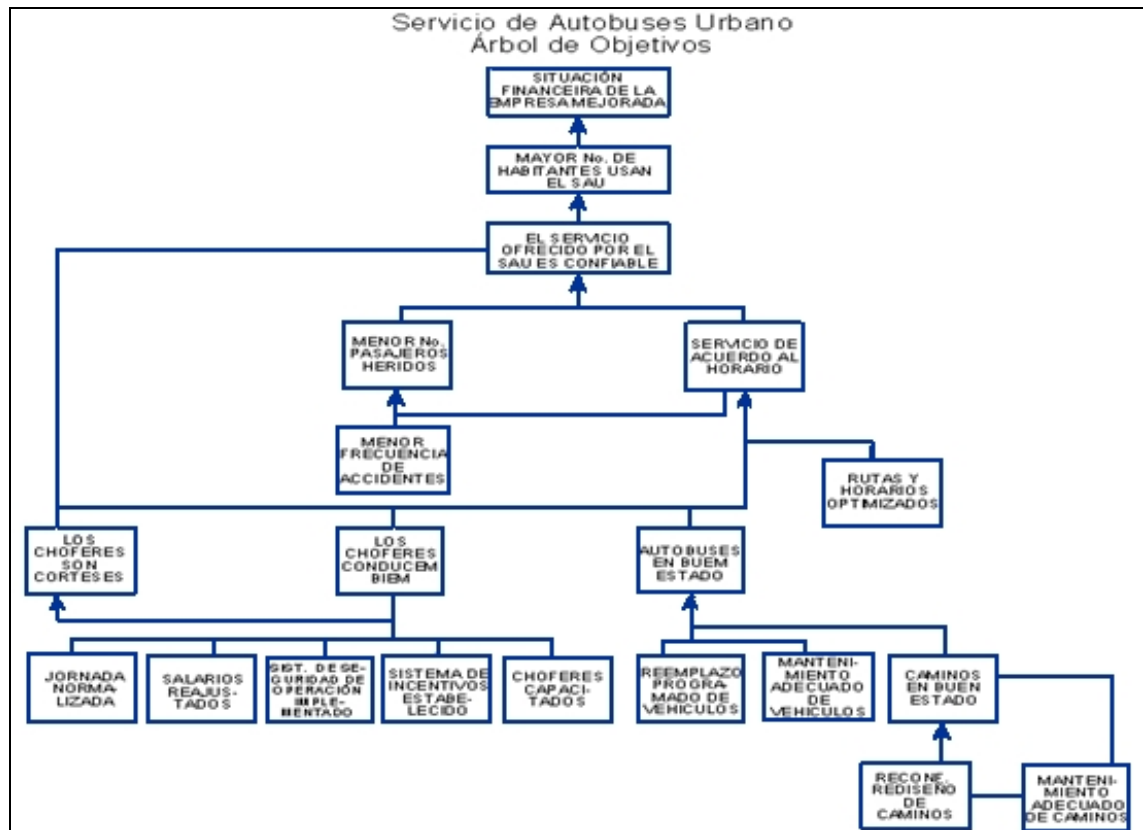 Servicio de Autobuses Urbano
Árbol de Objetivos
SITUACIÓN
FINANCEIRA DE LA
EMPRESA MEJORADA
MAYOR No. DE
HABITANTES USAN
EL SAU
EL SERVICIO
OFRECIDO POR EL
SAU ES CONFIABLE
MENOR No.
PASAJEROS
HERIDOS
SERVICIO DE
ACUERDO AL
HORARIO
MENOR
FRECUENCIA
DE
ACCIDENTES
RUTAS Y
HORARIOS
OPTIMIZADOS
LOS
CHOFERES
SON
CORTESES
LOS
CHOFERES
CONDUCEM
BIEM
AUTOBUSES
EN BUEM
ESTADO
JORNADA
NORMA-
LIZADA
SALARIOS
REAJUS-
TADOS
SIST. DE SE-
GURIDAD DE
OPERACIÓN
IMPLE-
MENTADO
SISTEMA DE
INCENTIVOS
ESTABE-
LECIDO
CHOFERES
CAPACI-
TADOS
REEMPLAZO
PROGRA-
MADO DE
VEHICULOS
MANTENI-
MIENTO
ADECUADO
DE
VEHICULOS
CAMINOS
EN BUEN
ESTADO
RECONF.
REDISEÑO
DE
CAMINOS
MANTENI-
MIENTO
ADECUADO
DE CAMINOS